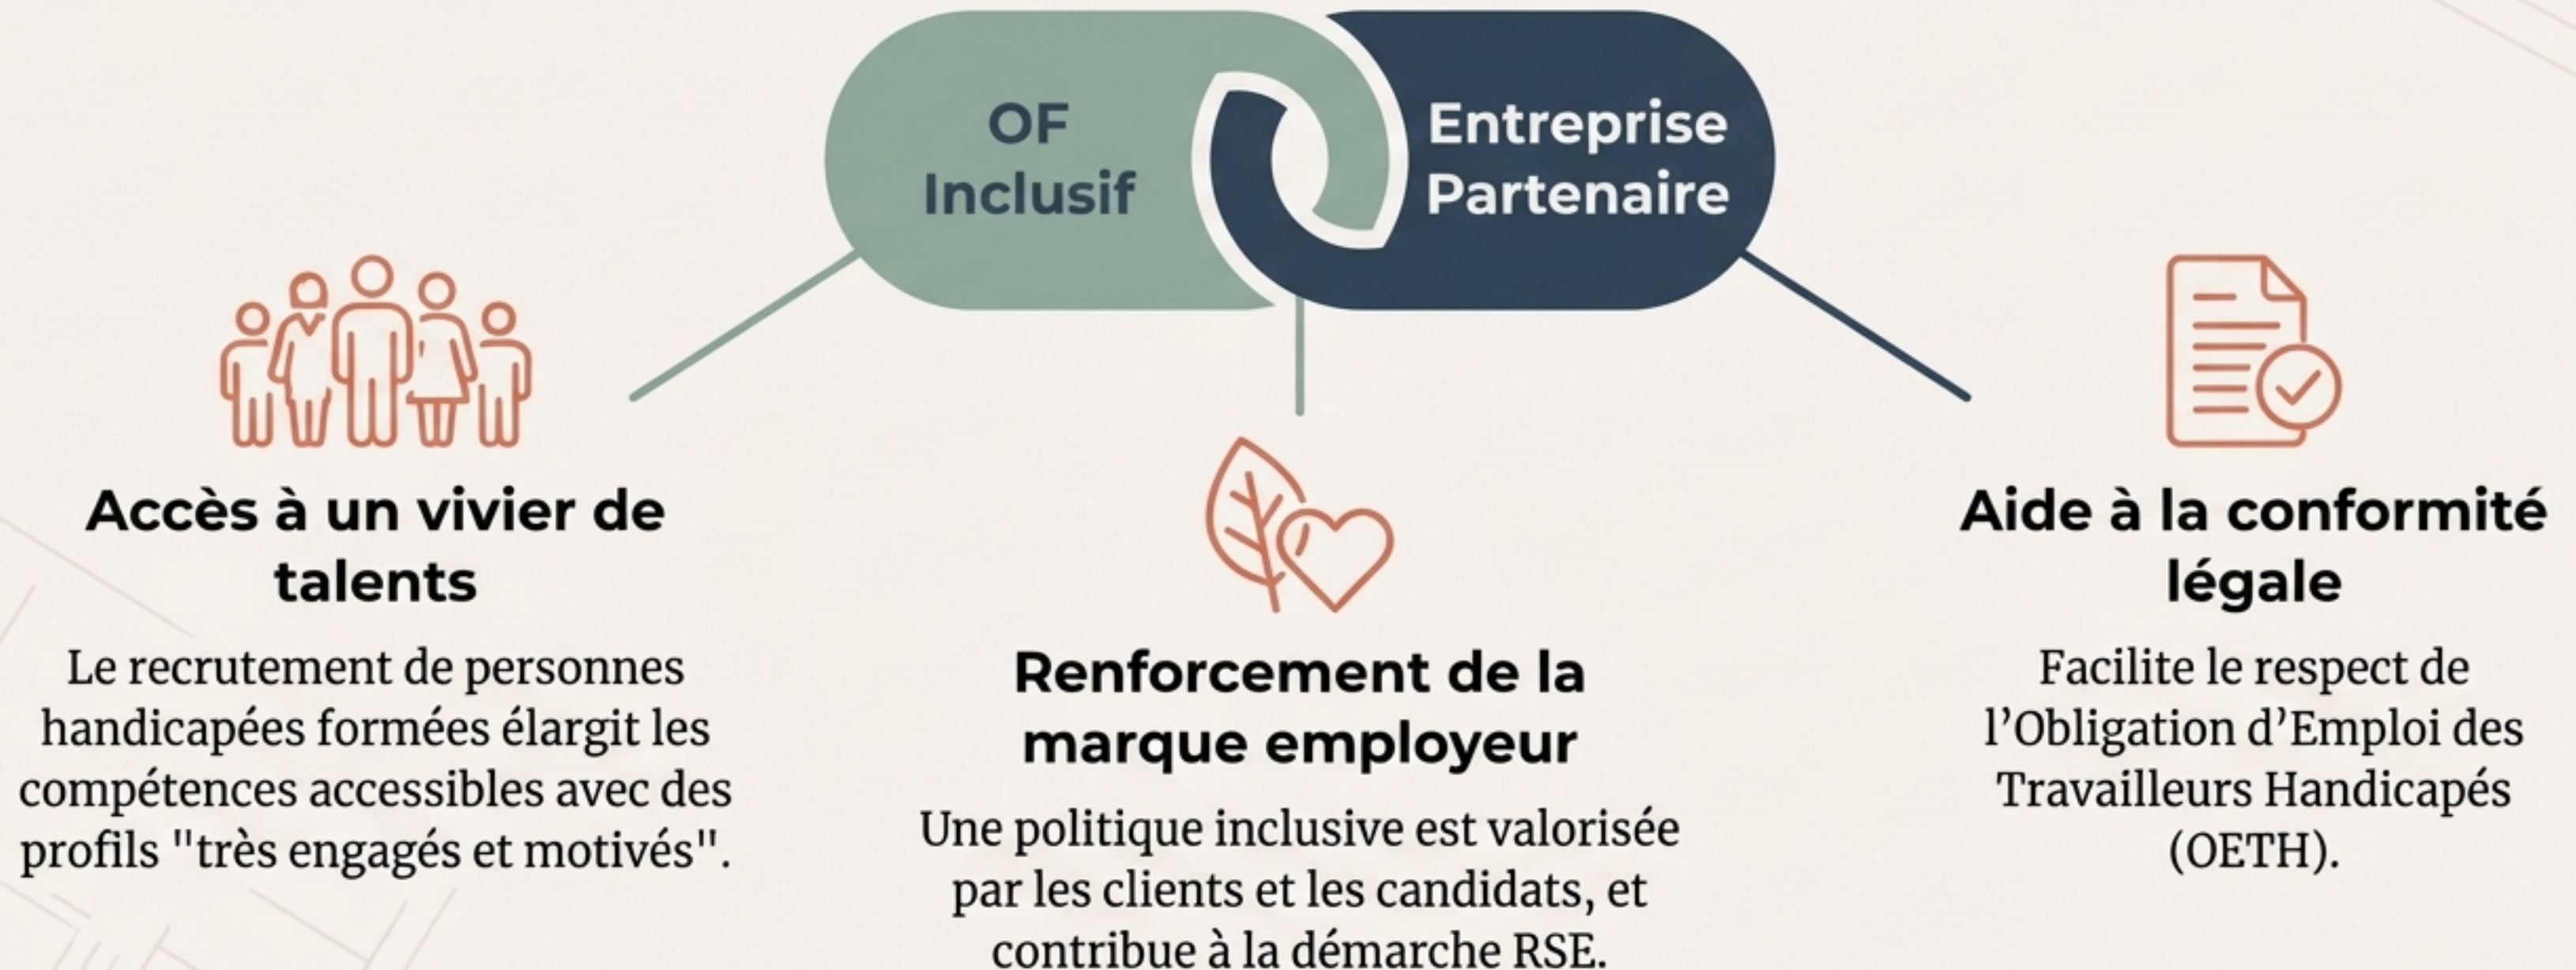 OF
Inclusif
Entreprise
Partenaire
Accès à un vivier de
talents
Le recrutement de personnes
handicapées formées élargit les
compétences accessibles avec des
profils "très engagés et motivés".
Renforcement de la
marque employeur
Une politique inclusive est valorisée
par les clients et les candidats, et
contribue à la démarche RSE.
Aide à la conformité
légale
Facilite le respect de
l’Obligation d’Emploi des
Travailleurs Handicapés
(OETH).